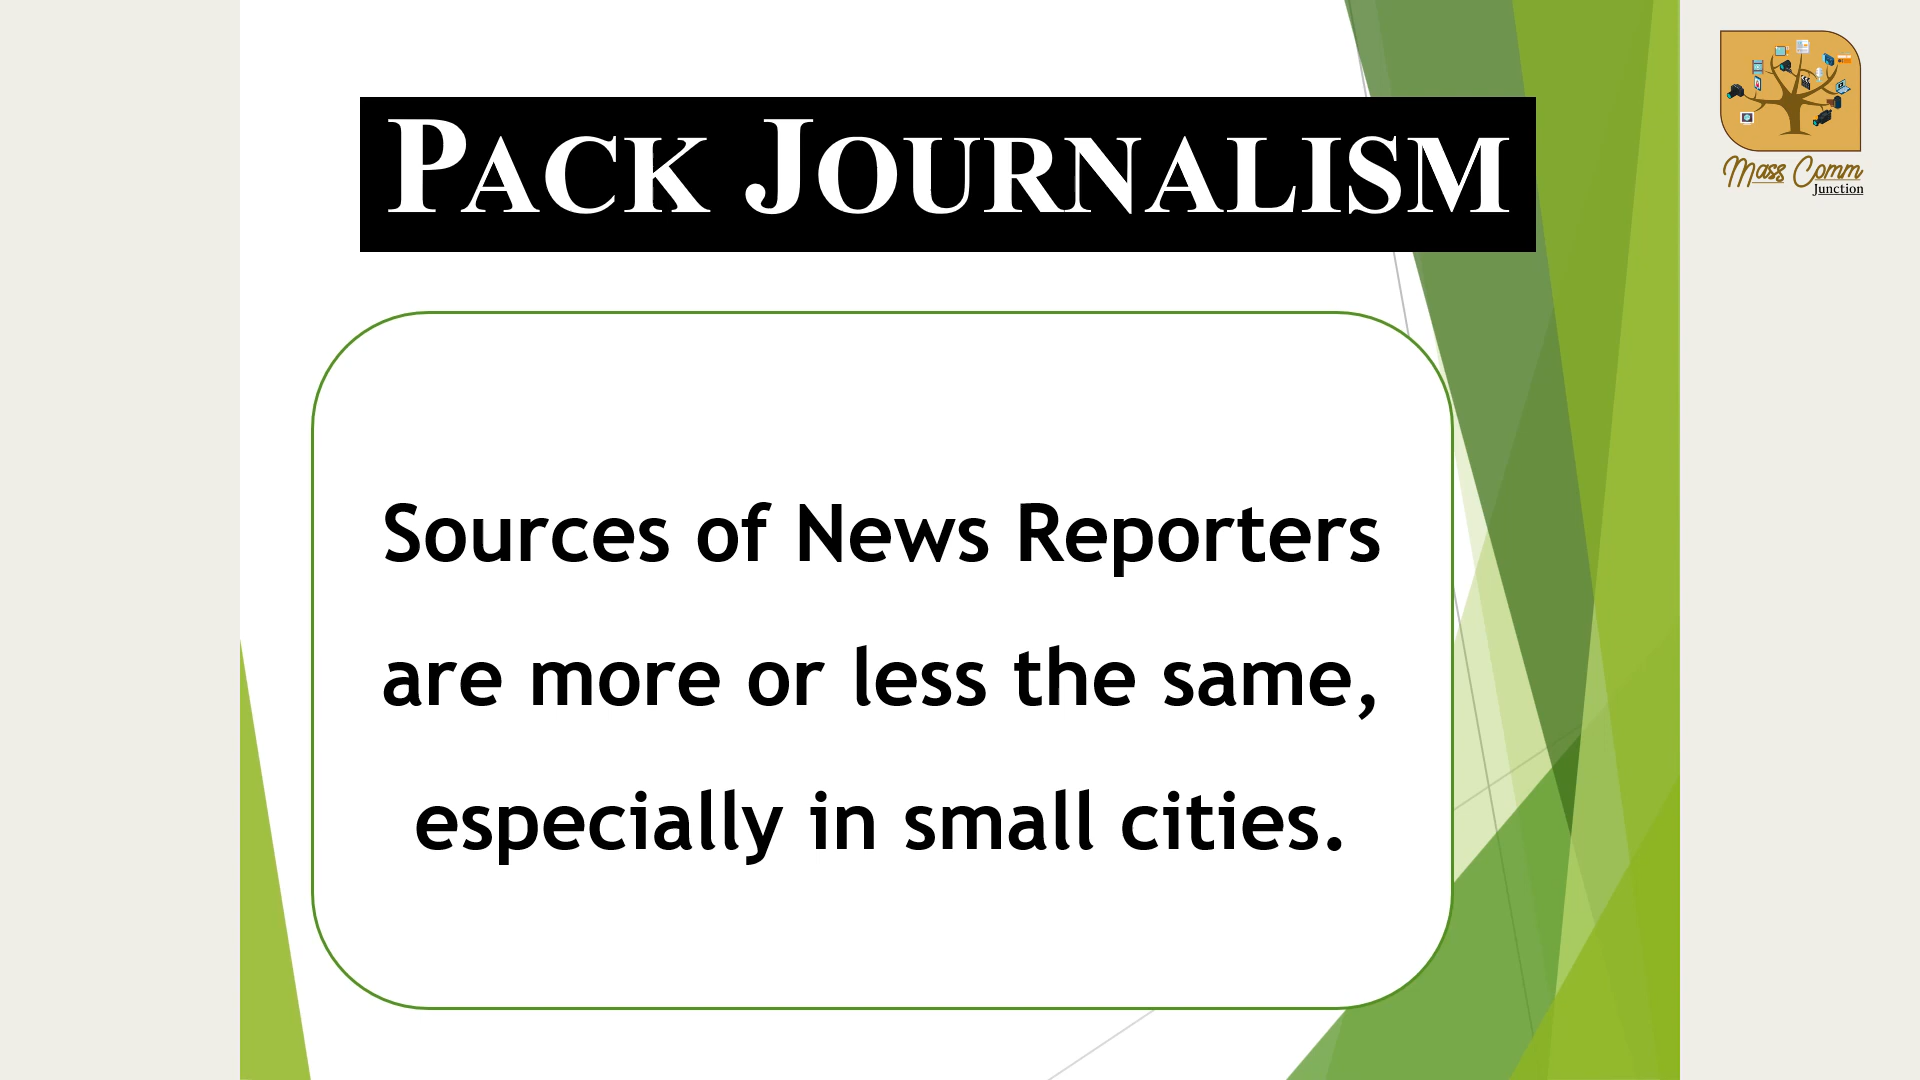 PACK JOURNALISM
Mass Comm
Junction
Sources of News Reporters
are more or less the same,
especially in small cities.